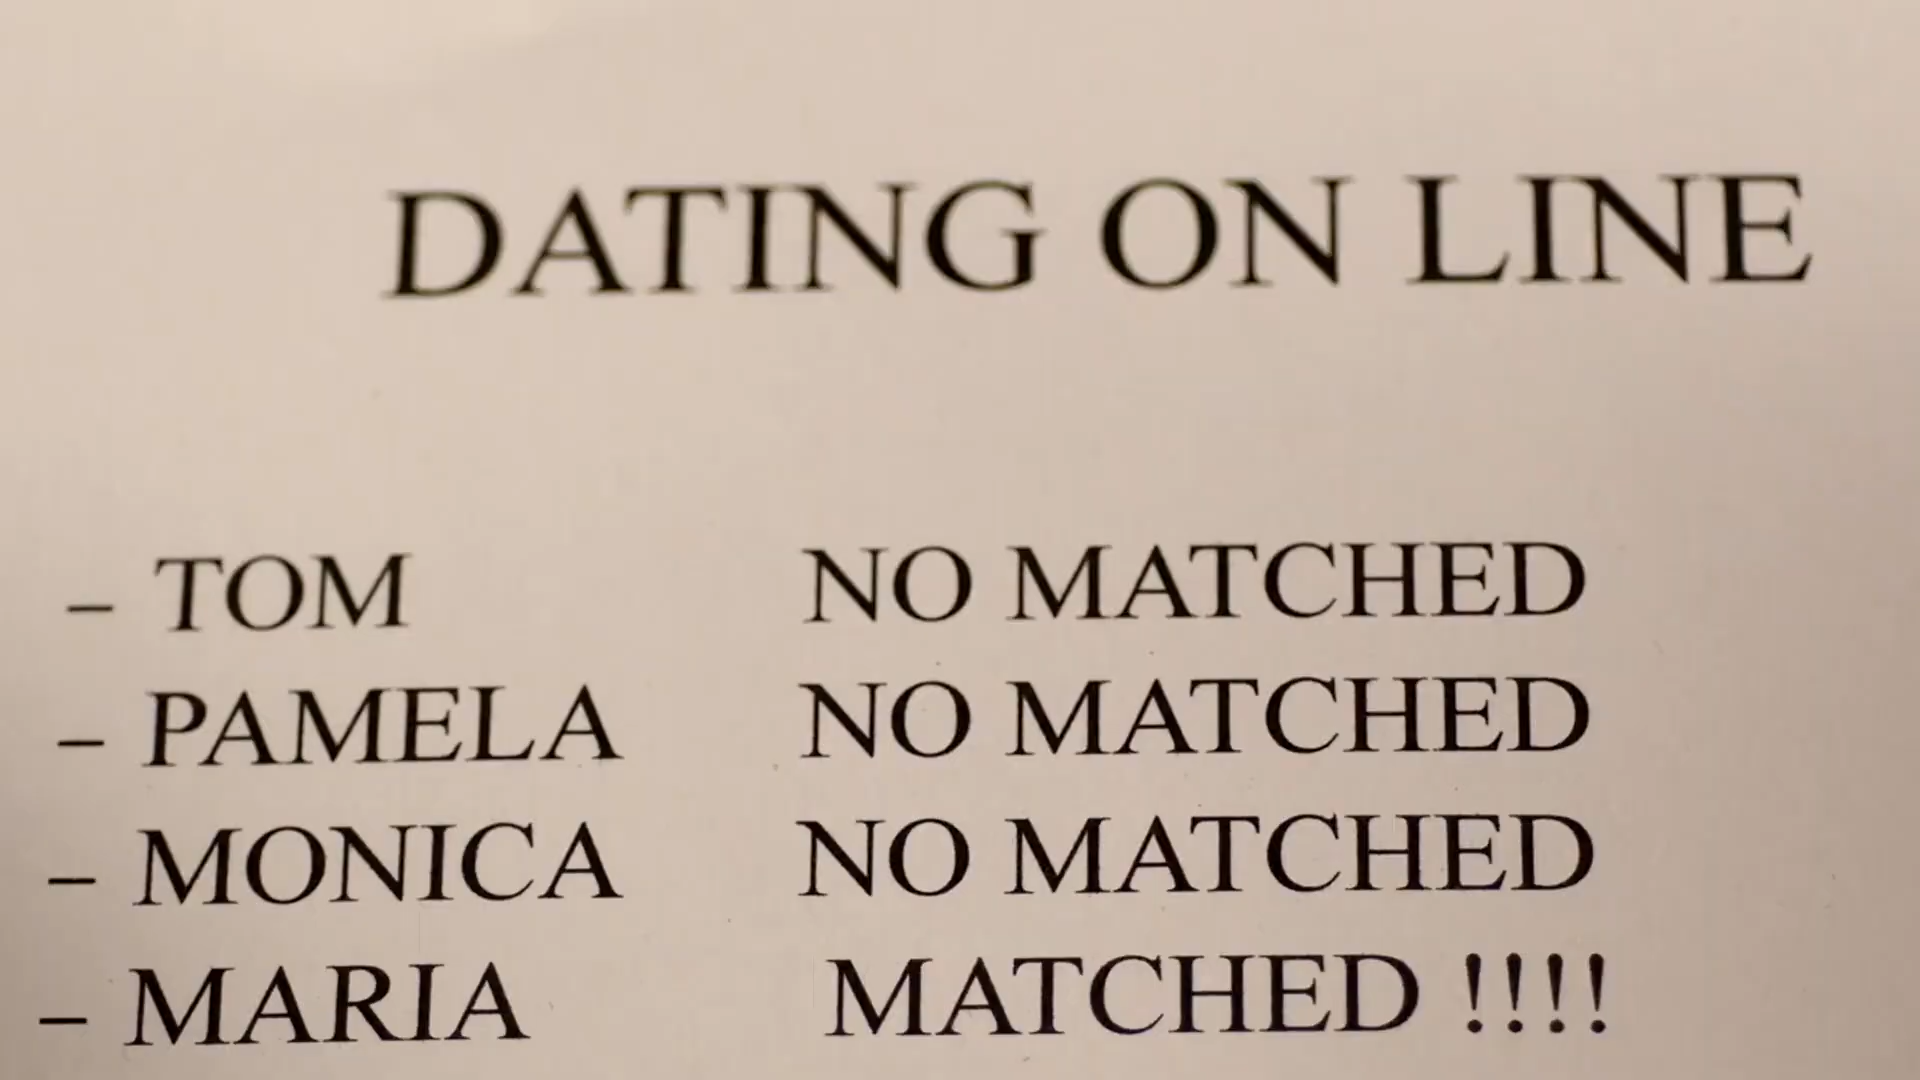 DATING ON LINE
– TOM NO MATCHED
– PAMELA NO MATCHED
– MONICA NO MATCHED
– MARIA MATCHED !!!!